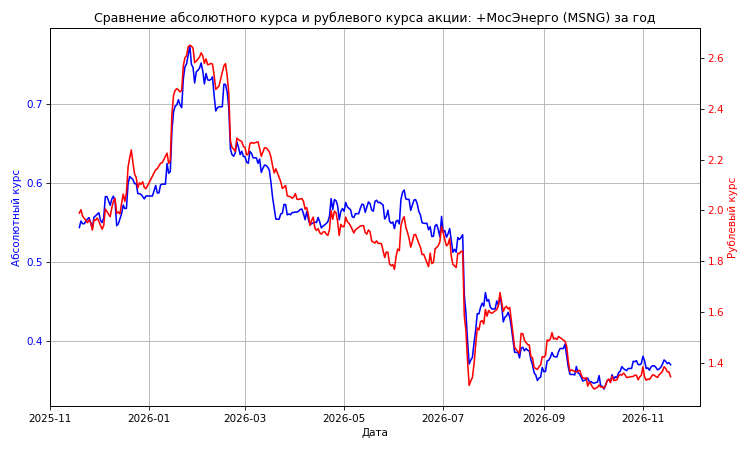 Сравнение абсолютного курса и рублевого курса акции: +МосЭнерго (MSNG) за год
Абсолютный курс
0.7
0.6
0.5
0.4
2.6
2.4
2.2
2.0
1.8
1.6
1.4
Рублевый курс
2025-11 2026-01 2026-03 2026-05 2026-07 2026-09 2026-11
Дата